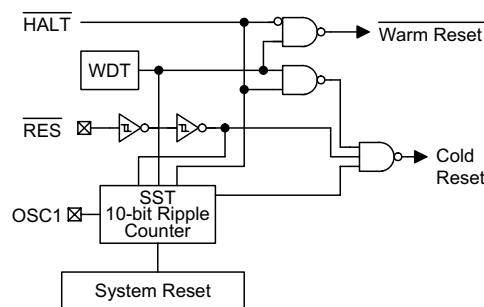 HALT
Warm Reset
WDT
RES
Cold
Reset
SST
10-bit Ripple
Counter
OSC1
System Reset